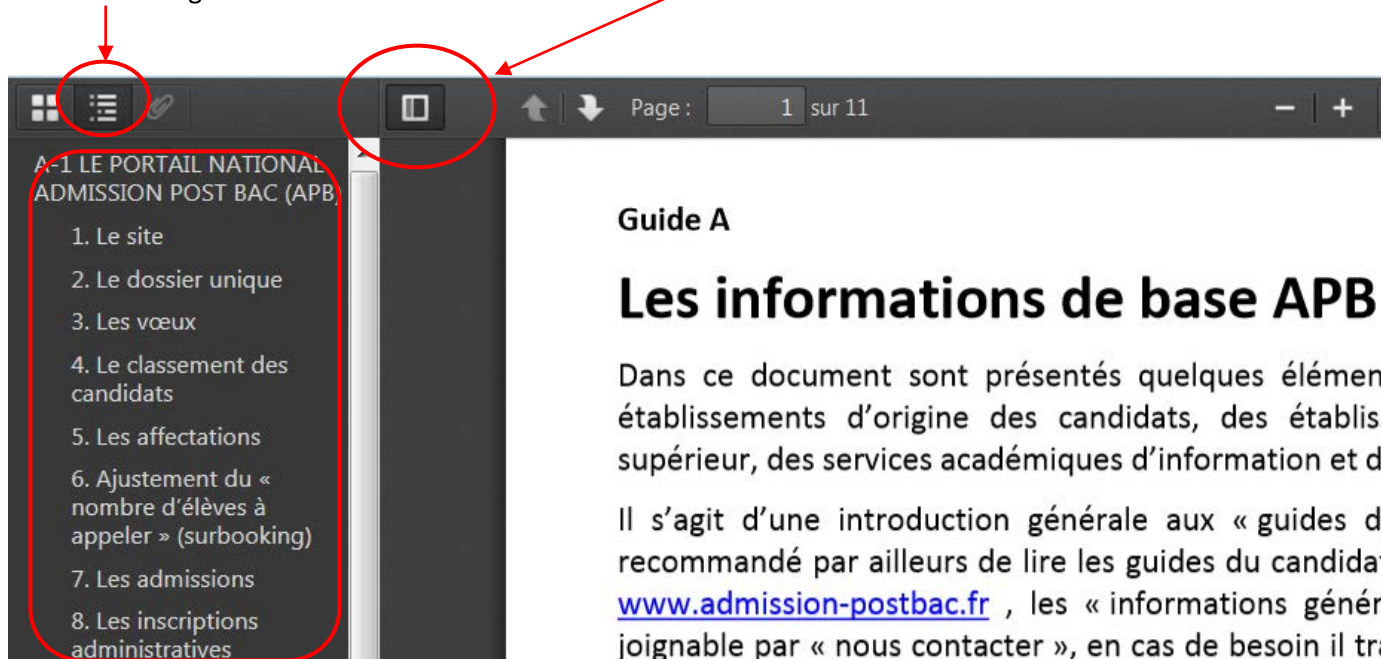 Page : 1 sur 11
A-1 LE PORTAIL NATIONAL
ADMISSION POST BAC (APB)
1. Le site
2. Le dossier unique
3. Les vœux
4. Le classement des
candidats
5. Les affectations
6. Ajustement du «
nombre d’élèves à
appeler » (surbooking)
7. Les admissions
8. Les inscriptions
administratives
Guide A
Les informations de base APB
Dans ce document sont présentés quelques élémen
établissements d’origine des candidats, des établis
supérieur, des services académiques d’information et d
Il s’agit d’une introduction générale aux « guides d
recommandé par ailleurs de lire les guides du candida
www.admission-postbac.fr , les « informations génér
joignable par « nous contacter », en cas de besoin il tra